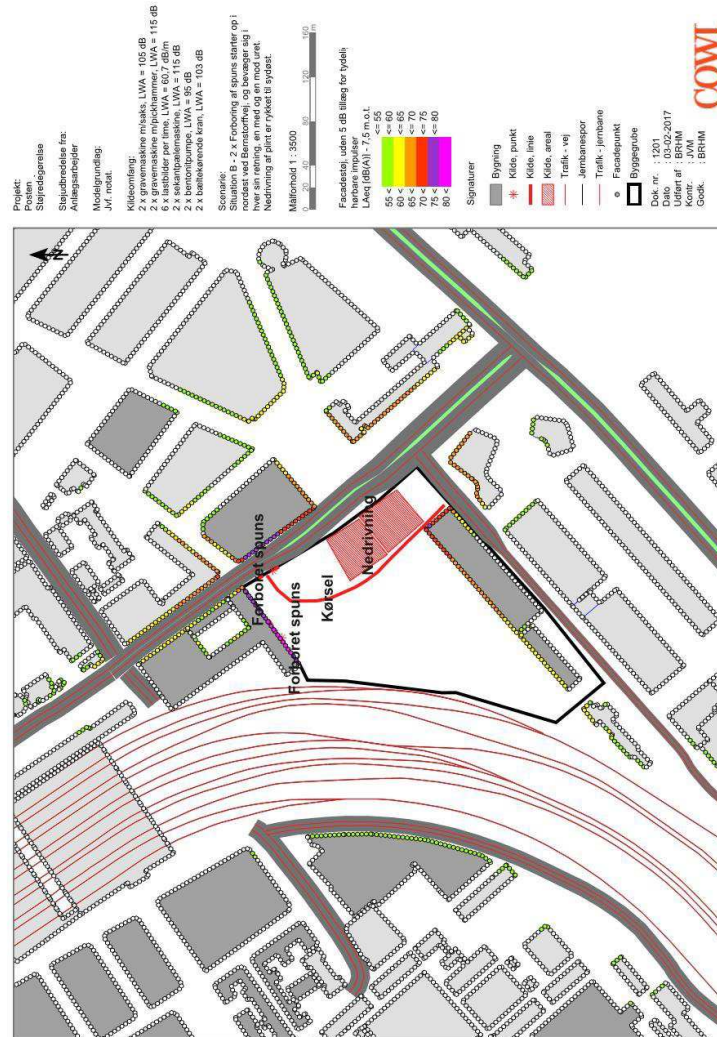 Projekt:
Posten
Støjredegørelse
Støjudbredelse fra:
Anlægsarbejder
Modelgrundlag:
Jvf. notat.
Kildeomfang:
2 x gravemaskine m/saks, LWA = 105 dB
2 x gravemaskine m/pickhammer, LWA = 115 dB
6 x lastbilder per time, LWA = 60,7 dB/m
2 x sekantpælemaskine, LWA = 115 dB
2 x bentonitpumpe, LWA = 95 dB
2 x bæltekørende kran, LWA = 103 dB
Scenarie:
Situation B - 2 x Forboring af spuns starter op i
nordøst ved Bernstorffvej, og bevæger sig i
hver sin retning, en med og en mod uret.
Nedrivning af plint er rykket til sydøst.
Målforhold 1 : 3500
0 20 40 80 120 160
m
Facadestøj, uden 5 dB tillæg for tydeligt
hørbare impulser
LAeq [dB(A)] - 7,5 m.o.t.
<= 55
55 < <= 60
60 < <= 65
65 < <= 70
70 < <= 75
75 < <= 80
80 <
Signaturer
Bygning
Kilde, punkt
Kilde, linie
Kilde, areal
Trafik - vej
Jernbanespor
Trafik - jernbane
Facadepunkt
Byggegrube
Dok. nr. : 1201
Dato : 03-02-2017
Udført af : BRHM
Kontr. : JVM
Godk. : BRHM
COWI
N
Forboret spuns
Forboret spuns
Kørsel
Nedrivning